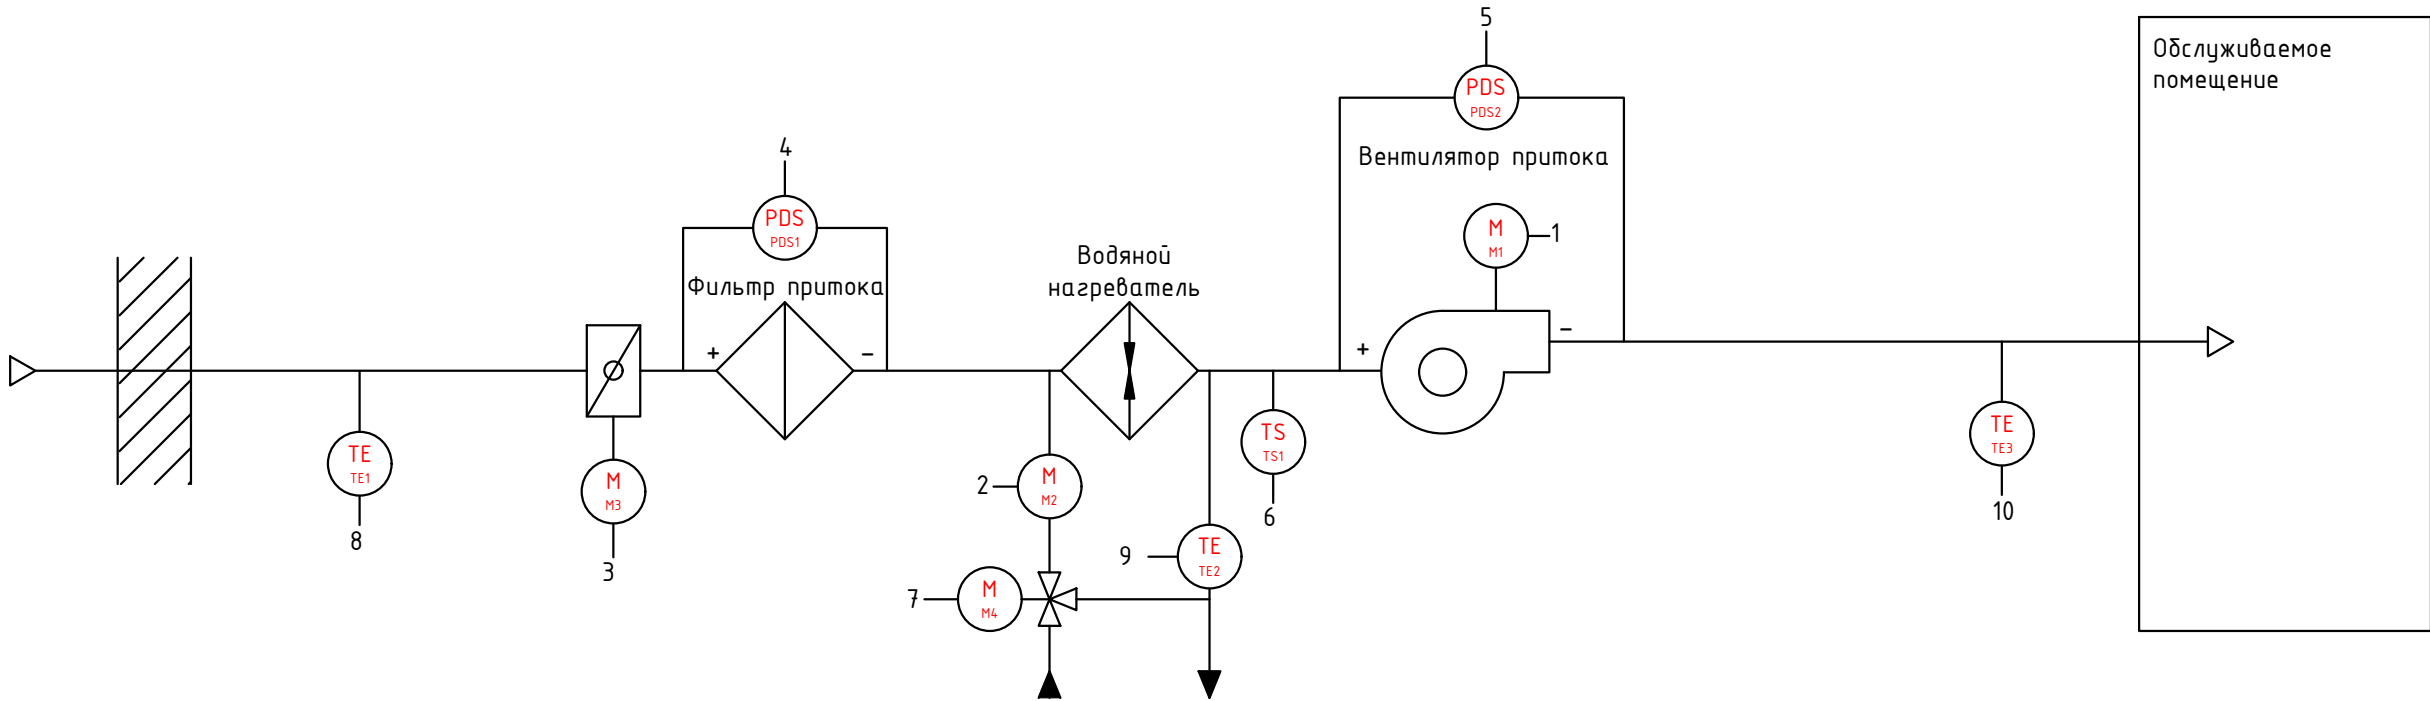 5
Обслуживаемое
помещение
PDS
PDS2
4
Вентилятор притока
PDS
PDS1
M
M1
1
Водяной
нагреватель
Фильтр притока
+
-
+
-
TE
TE1
8
M
M3
3
2
M
M2
TS
TS1
6
9
TE
TE2
7
M
M4
TE
TE3
10